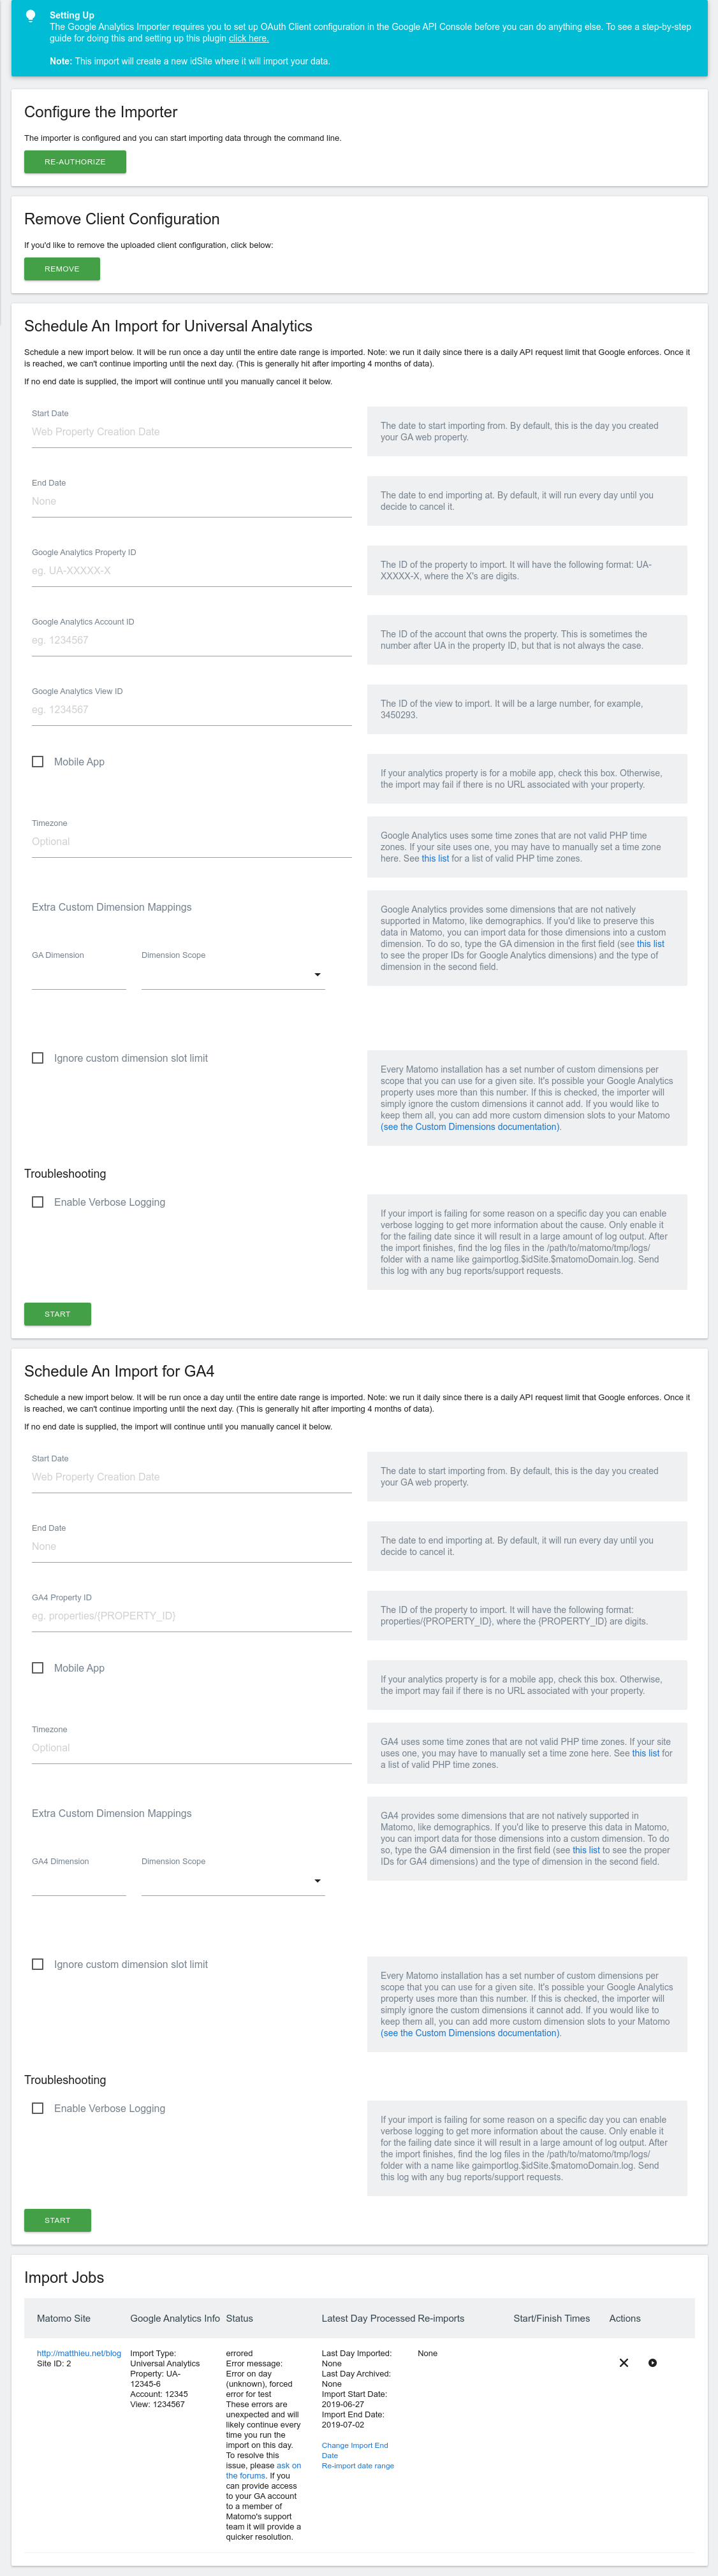 Setting Up
The Google Analytics Importer requires you to set up OAuth Client configuration in the Google API Console before you can do anything else. To see a step-by-step
guide for doing this and setting up this plugin click here.
Note: This import will create a new idSite where it will import your data.
Configure the Importer
The importer is configured and you can start importing data through the command line.
RE-AUTHORIZE
Remove Client Configuration
If you'd like to remove the uploaded client configuration, click below:
REMOVE
Schedule An Import for Universal Analytics
Schedule a new import below. It will be run once a day until the entire date range is imported. Note: we run it daily since there is a daily API request limit that Google enforces. Once it
is reached, we can't continue importing until the next day. (This is generally hit after importing 4 months of data).
If no end date is supplied, the import will continue until you manually cancel it below.
Start Date
Web Property Creation Date
The date to start importing from. By default, this is the day you created
your GA web property.
End Date
None
The date to end importing at. By default, it will run every day until you
decide to cancel it.
Google Analytics Property ID
eg. UA-XXXXX-X
The ID of the property to import. It will have the following format: UA-
XXXXX-X, where the X's are digits.
Google Analytics Account ID
eg. 1234567
The ID of the account that owns the property. This is sometimes the
number after UA in the property ID, but that is not always the case.
Google Analytics View ID
eg. 1234567
The ID of the view to import. It will be a large number, for example,
3450293.
Mobile App
If your analytics property is for a mobile app, check this box. Otherwise,
the import may fail if there is no URL associated with your property.
Timezone
Optional
Google Analytics uses some time zones that are not valid PHP time
zones. If your site uses one, you may have to manually set a time zone
here. See this list for a list of valid PHP time zones.
Extra Custom Dimension Mappings
GA Dimension
Dimension Scope
Google Analytics provides some dimensions that are not natively
supported in Matomo, like demographics. If you'd like to preserve this
data in Matomo, you can import data for those dimensions into a custom
dimension. To do so, type the GA dimension in the first field (see this list
to see the proper IDs for Google Analytics dimensions) and the type of
dimension in the second field.
Ignore custom dimension slot limit
Every Matomo installation has a set number of custom dimensions per
scope that you can use for a given site. It's possible your Google Analytics
property uses more than this number. If this is checked, the importer will
simply ignore the custom dimensions it cannot add. If you would like to
keep them all, you can add more custom dimension slots to your Matomo
(see the Custom Dimensions documentation).
Troubleshooting
Enable Verbose Logging
If your import is failing for some reason on a specific day you can enable
verbose logging to get more information about the cause. Only enable it
for the failing date since it will result in a large amount of log output. After
the import finishes, find the log files in the /path/to/matomo/tmp/logs/
folder with a name like gaimportlog.$idSite.$matomoDomain.log. Send
this log with any bug reports/support requests.
START
Schedule An Import for GA4
Schedule a new import below. It will be run once a day until the entire date range is imported. Note: we run it daily since there is a daily API request limit that Google enforces. Once it
is reached, we can't continue importing until the next day. (This is generally hit after importing 4 months of data).
If no end date is supplied, the import will continue until you manually cancel it below.
Start Date
Web Property Creation Date
The date to start importing from. By default, this is the day you created
your GA web property.
End Date
None
The date to end importing at. By default, it will run every day until you
decide to cancel it.
GA4 Property ID
eg. properties/{PROPERTY_ID}
The ID of the property to import. It will have the following format:
properties/{PROPERTY_ID}, where the {PROPERTY_ID} are digits.
Mobile App
If your analytics property is for a mobile app, check this box. Otherwise,
the import may fail if there is no URL associated with your property.
Timezone
Optional
GA4 uses some time zones that are not valid PHP time zones. If your site
uses one, you may have to manually set a time zone here. See this list for
a list of valid PHP time zones.
Extra Custom Dimension Mappings
GA4 Dimension
Dimension Scope
GA4 provides some dimensions that are not natively supported in
Matomo, like demographics. If you'd like to preserve this data in Matomo,
you can import data for those dimensions into a custom dimension. To do
so, type the GA4 dimension in the first field (see this list to see the proper
IDs for GA4 dimensions) and the type of dimension in the second field.
Ignore custom dimension slot limit
Every Matomo installation has a set number of custom dimensions per
scope that you can use for a given site. It's possible your Google Analytics
property uses more than this number. If this is checked, the importer will
simply ignore the custom dimensions it cannot add. If you would like to
keep them all, you can add more custom dimension slots to your Matomo
(see the Custom Dimensions documentation).
Troubleshooting
Enable Verbose Logging
If your import is failing for some reason on a specific day you can enable
verbose logging to get more information about the cause. Only enable it
for the failing date since it will result in a large amount of log output. After
the import finishes, find the log files in the /path/to/matomo/tmp/logs/
folder with a name like gaimportlog.$idSite.$matomoDomain.log. Send
this log with any bug reports/support requests.
START
Import Jobs
Matomo Site Google Analytics Info Status Latest Day Processed Re-imports Start/Finish Times Actions
http://matthieu.net/blog
Site ID: 2
Import Type:
Universal Analytics
Property: UA-
12345-6
Account: 12345
View: 1234567
errored
Error message:
Error on day
(unknown), forced
error for test
These errors are
unexpected and will
likely continue every
time you run the
import on this day.
To resolve this
issue, please ask on
the forums. If you
can provide access
to your GA account
to a member of
Matomo's support
team it will provide a
quicker resolution.
Last Day Imported:
None
Last Day Archived:
None
Import Start Date:
2019-06-27
Import End Date:
2019-07-02
Change Import End
Date
Re-import date range
None